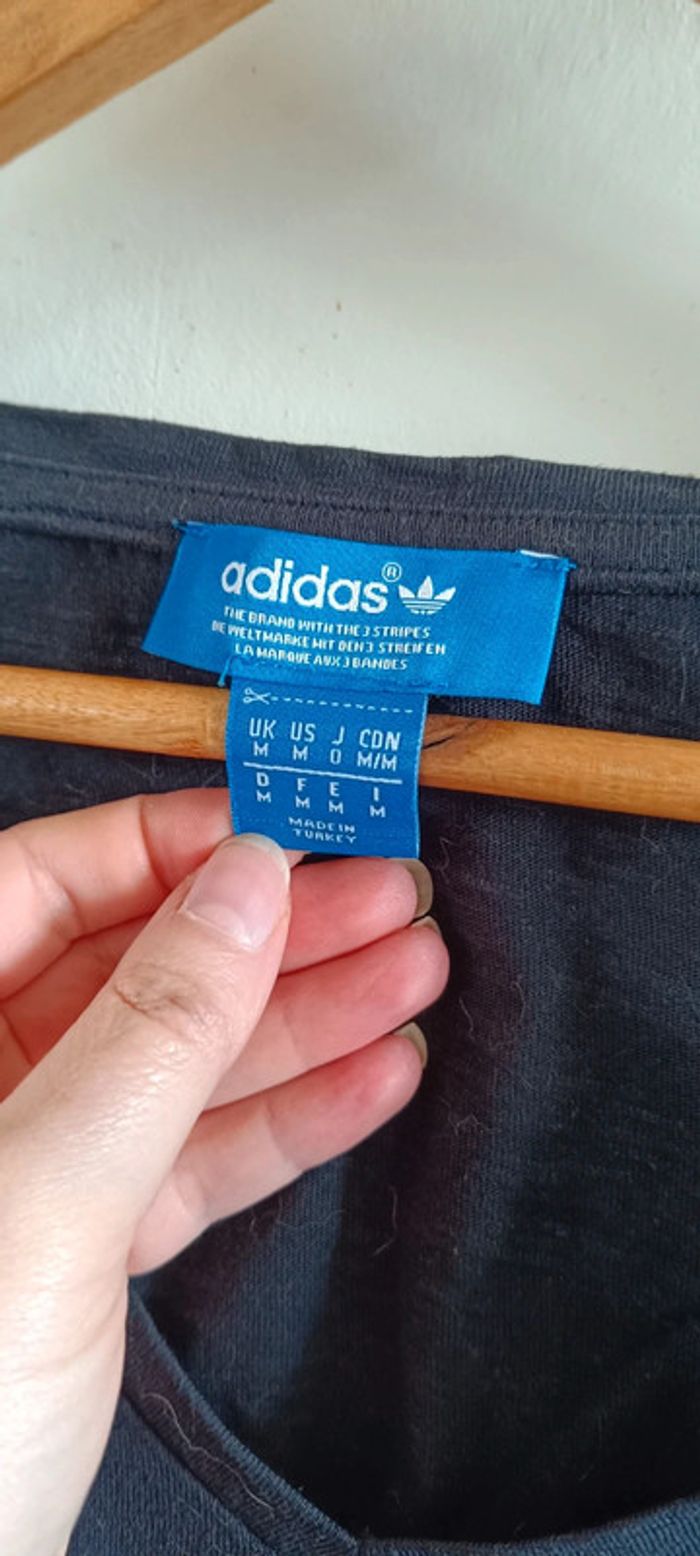 adidas®
THE BRAND WITH THE 3 STRIPES
DIE WELTMARKE MIT DEN 3 STREIFEN
LA MARQUE AUX 3 BANDES
UK US J CDN
M M O M/M
D F E I
M M M M
MADE IN
TURKEY